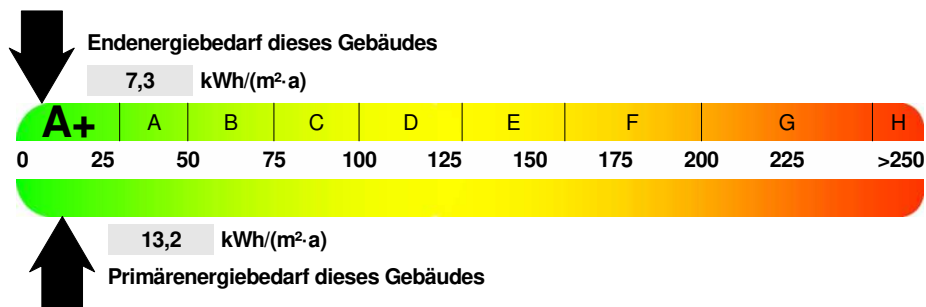 Endenergiebedarf dieses Gebäudes
7,3 kWh/(m²·a)
A+ A B C D E F G H
0 25 50 75 100 125 150 175 200 225 >250
13,2 kWh/(m²·a)
Primärenergiebedarf dieses Gebäudes